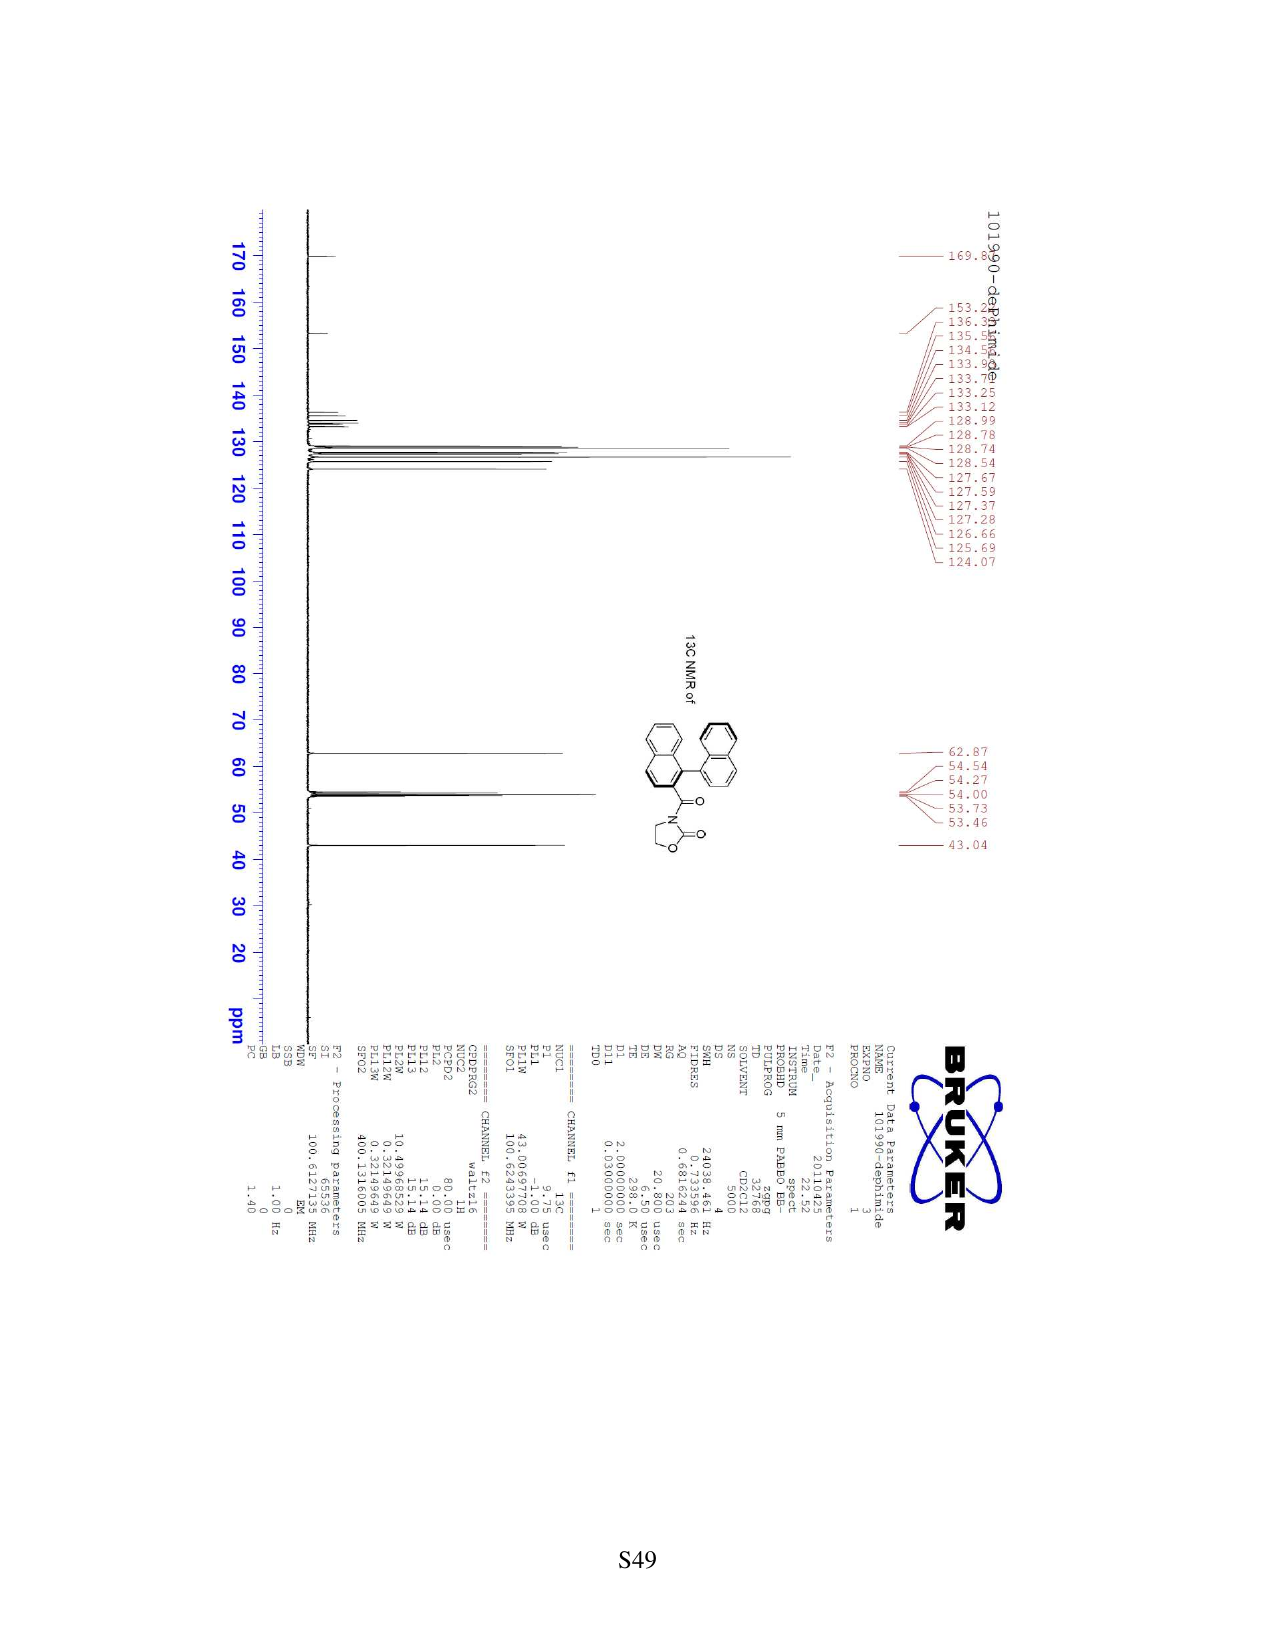 101990-dephimide
169.8
153.2
136.3
135.5
134.5
133.9
133.71
133.25
133.12
128.99
128.78
128.74
128.54
127.67
127.59
127.37
127.28
126.66
125.69
124.07
62.87
54.54
54.27
54.00
53.73
53.46
43.04
13C NMR of
O
N
O
O
170 160 150 140 130 120 110 100 90 80 70 60 50 40 30 20 ppm
BRUKER
Current Data Parameters
NAME 101990-dephimide
EXPNO 3
PROCNO 1
F2 - Acquisition Parameters
Date_ 20110425
Time 22.52
INSTRUM spect
PROBHD 5 mm PABBO BB-
PULPROG zgpg
TD 32768
SOLVENT CD2Cl2
NS 5000
DS 4
SWH 24038.461 Hz
FIDRES 0.733596 Hz
AQ 0.6816244 sec
RG 203
DW 20.800 usec
DE 6.50 usec
TE 298.0 K
D1 2.00000000 sec
D11 0.03000000 sec
TD0 1
======== CHANNEL f1 ========
NUC1 13C
P1 9.75 usec
PL1 -1.00 dB
PL1W 43.00697708 W
SFO1 100.6243395 MHz
======== CHANNEL f2 ========
CPDPRG2 waltz16
NUC2 1H
PCPD2 80.00 usec
PL2 0.00 dB
PL12 15.14 dB
PL13 15.14 dB
PL2W 10.49968529 W
PL12W 0.32149649 W
PL13W 0.32149649 W
SFO2 400.1316005 MHz
F2 - Processing parameters
SI 65536
SF 100.6127135 MHz
WDW EM
SSB 0
LB 1.00 Hz
GB 0
PC 1.40
S49